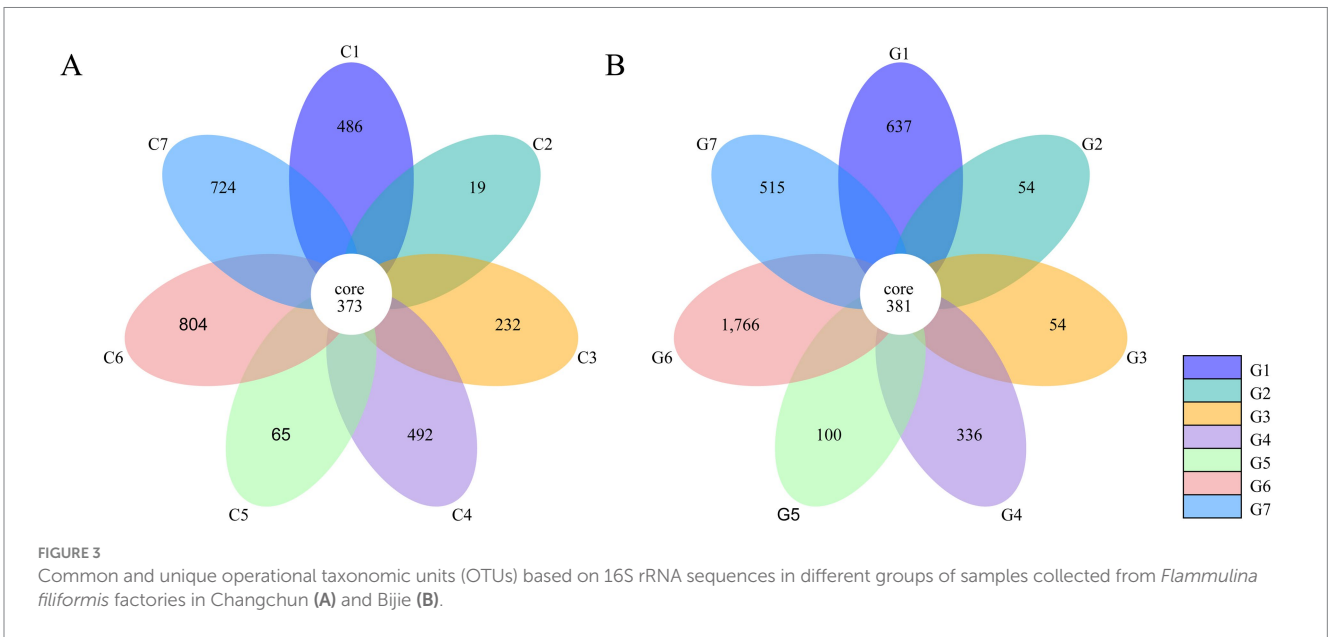 A
C1
486
C2
19
C3
232
C4
492
C5
65
C6
804
C7
724
core
373
B
G1
637
G2
54
G3
54
G4
336
G5
100
G6
1,766
G7
515
core
381
G1
G2
G3
G4
G5
G6
G7
FIGURE 3
Common and unique operational taxonomic units (OTUs) based on 16S rRNA sequences in different groups of samples collected from Flammulina
filiformis factories in Changchun (A) and Bijie (B).